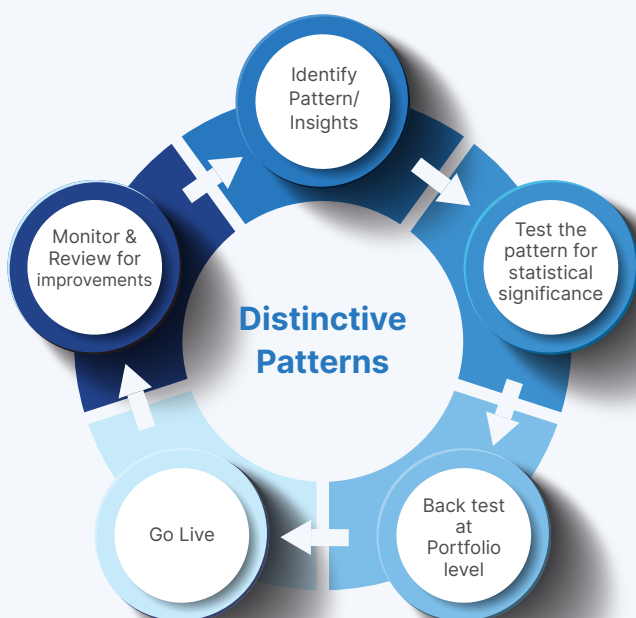 Identify
Pattern/
Insights
Test the
pattern for
statistical
significance
Back test
at
Portfolio
level
Go Live
Monitor &
Review for
improvements
Distinctive
Patterns